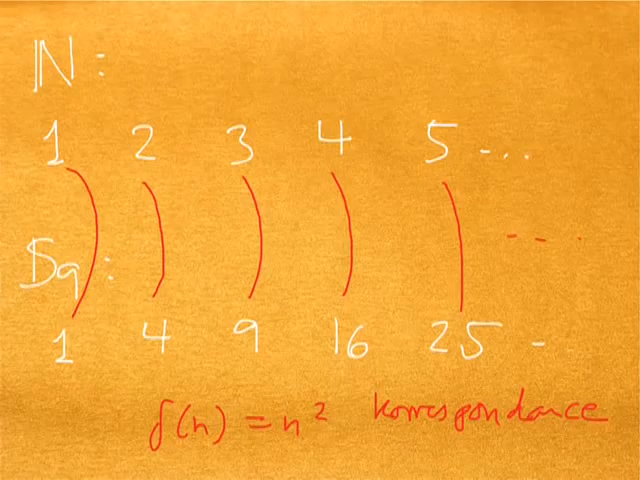 ℕ:
1 2 3 4 5 -...
Sq:
1 4 9 16 25 -
f(n) = n² korrespondance